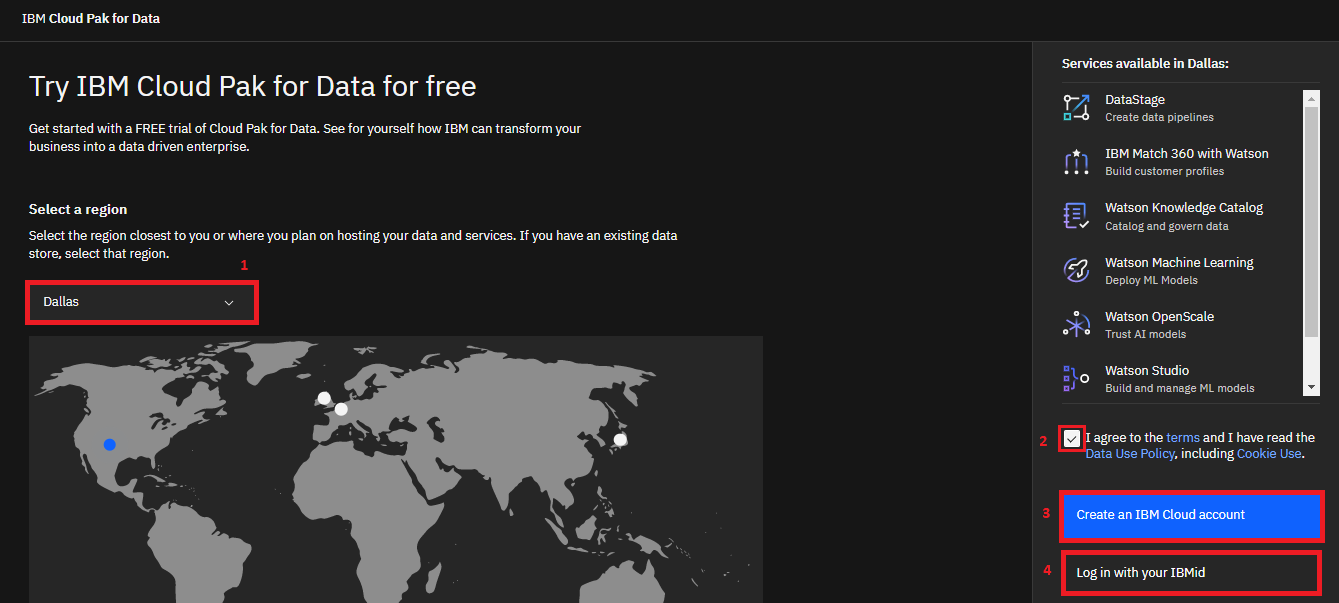 IBM Cloud Pak for Data
Try IBM Cloud Pak for Data for free
Get started with a FREE trial of Cloud Pak for Data. See for yourself how IBM can transform your
business into a data driven enterprise.
Select a region
Select the region closest to you or where you plan on hosting your data and services. If you have an existing data
store, select that region.
1
Dallas
Services available in Dallas:
DataStage
Create data pipelines
IBM Match 360 with Watson
Build customer profiles
Watson Knowledge Catalog
Catalog and govern data
Watson Machine Learning
Deploy ML Models
Watson OpenScale
Trust AI models
Watson Studio
Build and manage ML models
2
I agree to the terms and I have read the
Data Use Policy, including Cookie Use.
3
Create an IBM Cloud account
4
Log in with your IBMid